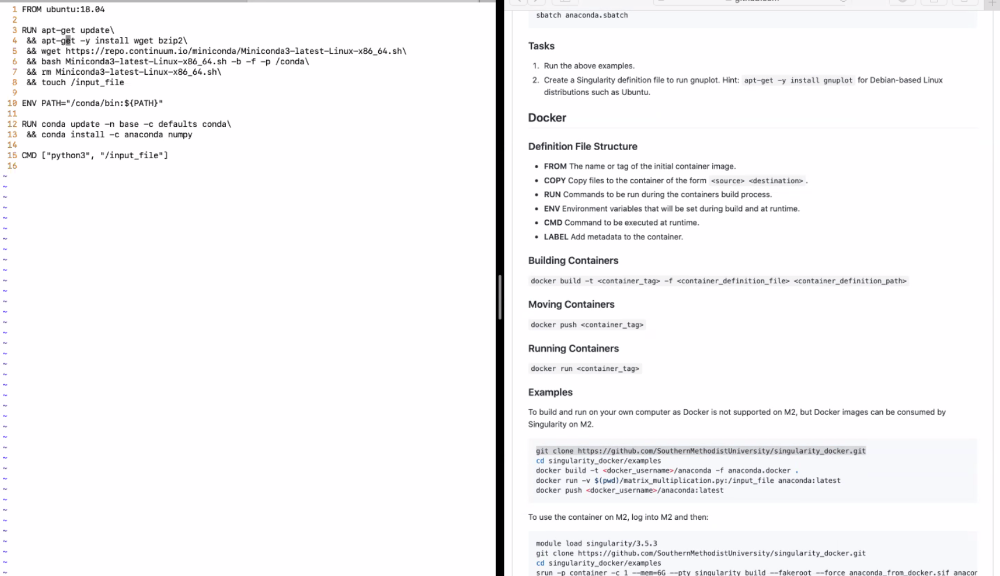 1 FROM ubuntu:18.04
2
3 RUN apt-get update\
4  && apt-get -y install wget bzip2\
5  && wget https://repo.continuum.io/miniconda/Miniconda3-latest-Linux-x86_64.sh\
6  && bash Miniconda3-latest-Linux-x86_64.sh -b -f -p /conda\
7  && rm Miniconda3-latest-Linux-x86_64.sh\
8  && touch /input_file
9
10 ENV PATH="/conda/bin:${PATH}"
11
12 RUN conda update -n base -c defaults conda\
13  && conda install -c anaconda numpy
14
15 CMD ["python3", "/input_file"]
16
sbatch anaconda.sbatch
Tasks
1. Run the above examples.
2. Create a Singularity definition file to run gnuplot. Hint: apt-get -y install gnuplot for Debian-based Linux
distributions such as Ubuntu.
Docker
Definition File Structure
• FROM The name or tag of the initial container image.
• COPY Copy files to the container of the form <source> <destination> .
• RUN Commands to be run during the containers build process.
• ENV Environment variables that will be set during build and at runtime.
• CMD Command to be executed at runtime.
• LABEL Add metadata to the container.
Building Containers
docker build -t <container_tag> -f <container_definition_file> <container_definition_path>
Moving Containers
docker push <container_tag>
Running Containers
docker run <container_tag>
Examples
To build and run on your own computer as Docker is not supported on M2, but Docker images can be consumed by
Singularity on M2.
git clone https://github.com/SouthernMethodistUniversity/singularity_docker.git
cd singularity_docker/examples
docker build -t <docker_username>/anaconda -f anaconda.docker .
docker run -v $(pwd)/matrix_multiplication.py:/input_file anaconda:latest
docker push <docker_username>/anaconda:latest
To use the container on M2, log into M2 and then:
module load singularity/3.5.3
git clone https://github.com/SouthernMethodistUniversity/singularity_docker.git
cd singularity_docker/examples
srun -p container -c 1 --mem=6G --pty singularity build --fakeroot --force anaconda_from_docker.sif